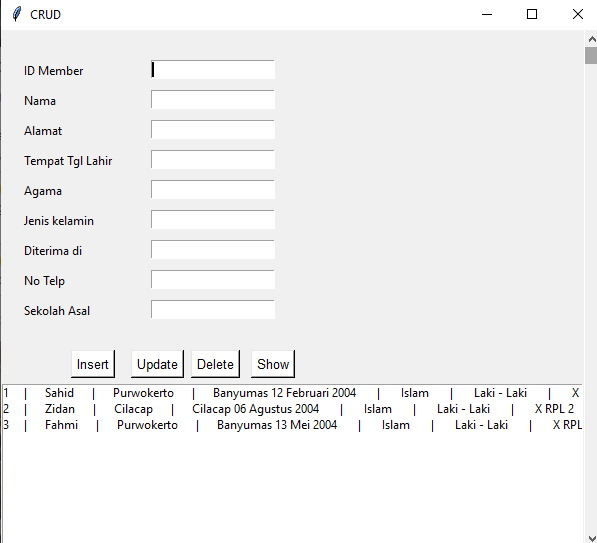 CRUD
ID Member
Nama
Alamat
Tempat Tgl Lahir
Agama
Jenis kelamin
Diterima di
No Telp
Sekolah Asal
Insert Update Delete Show
1 | Sahid | Purwokerto | Banyumas 12 Februari 2004 | Islam | Laki - Laki | X
2 | Zidan | Cilacap | Cilacap 06 Agustus 2004 | Islam | Laki - Laki | X RPL 2
3 | Fahmi | Purwokerto | Banyumas 13 Mei 2004 | Islam | Laki - Laki | X RPL